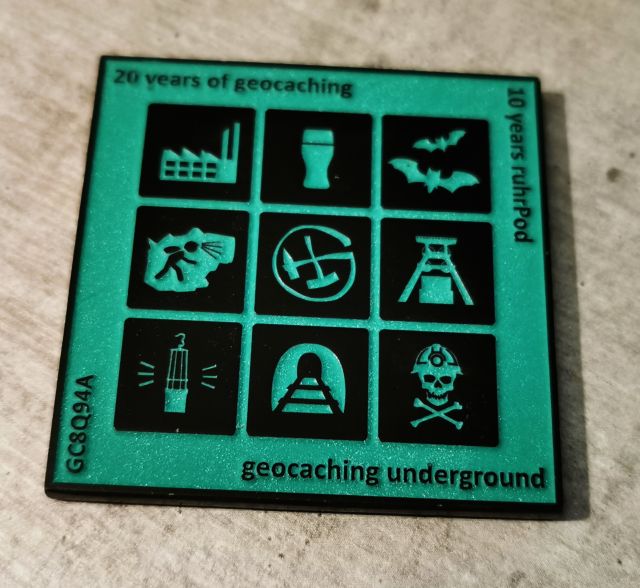 20 years of geocaching
10 years ruhrPod
GC8Q94A
geocaching underground